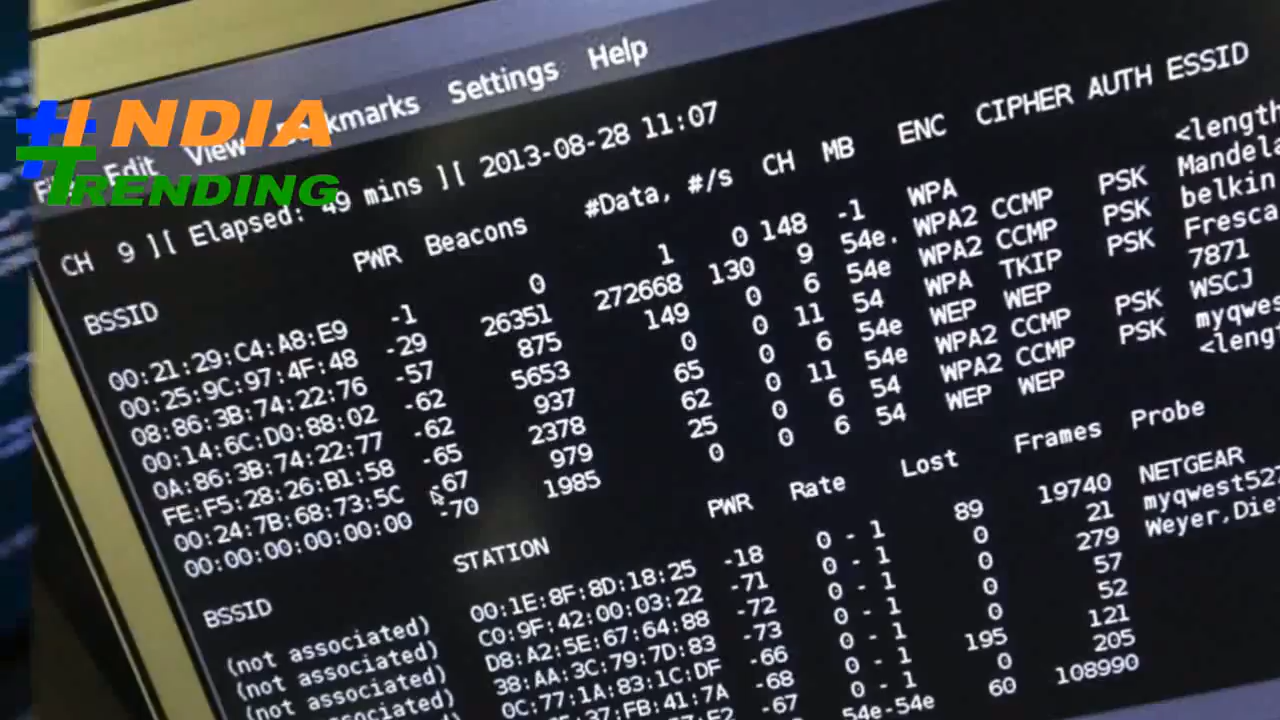 #INDIA
TRENDING
Edit View Bookmarks Settings Help
CH 9 ][ Elapsed: 49 mins ][ 2013-08-28 11:07
BSSID PWR Beacons #Data, #/s CH MB ENC CIPHER AUTH ESSID
00:21:29:C4:A8:E9 -1 0 1 0 148 -1 WPA <length
00:25:9C:97:4F:48 -29 26351 272668 130 9 54e. WPA2 CCMP PSK Mandela
08:86:3B:74:22:76 -57 875 149 0 6 54e WPA2 CCMP PSK belkin
00:14:6C:D0:88:02 -62 5653 0 0 11 54 WPA TKIP PSK Fresca
0A:86:3B:74:22:77 -62 937 65 0 6 54e WEP WEP 7871
FE:F5:28:26:B1:58 -65 2378 62 0 11 54e WPA2 CCMP PSK WSCJ
00:24:7B:68:73:5C -67 979 25 0 6 54 WPA2 CCMP PSK myqwes
00:00:00:00:00:00 -70 1985 0 0 6 54 WEP WEP <leng
BSSID STATION PWR Rate Lost Frames Probe
(not associated) 00:1E:8F:8D:18:25 -18 0 - 1 89 19740 NETGEAR
(not associated) C0:9F:42:00:03:22 -71 0 - 1 0 21 myqwest52
(not associated) D8:A2:5E:67:64:88 -72 0 - 1 0 279 Weyer,Die
(not associated) 38:AA:3C:79:7D:83 -73 0 - 1 0 57
0C:77:1A:83:1C:DF -66 0 - 1 0 52
:37:FB:41:7A -68 0 - 1 195 121
-67 54e-54e 0 205
60 108990